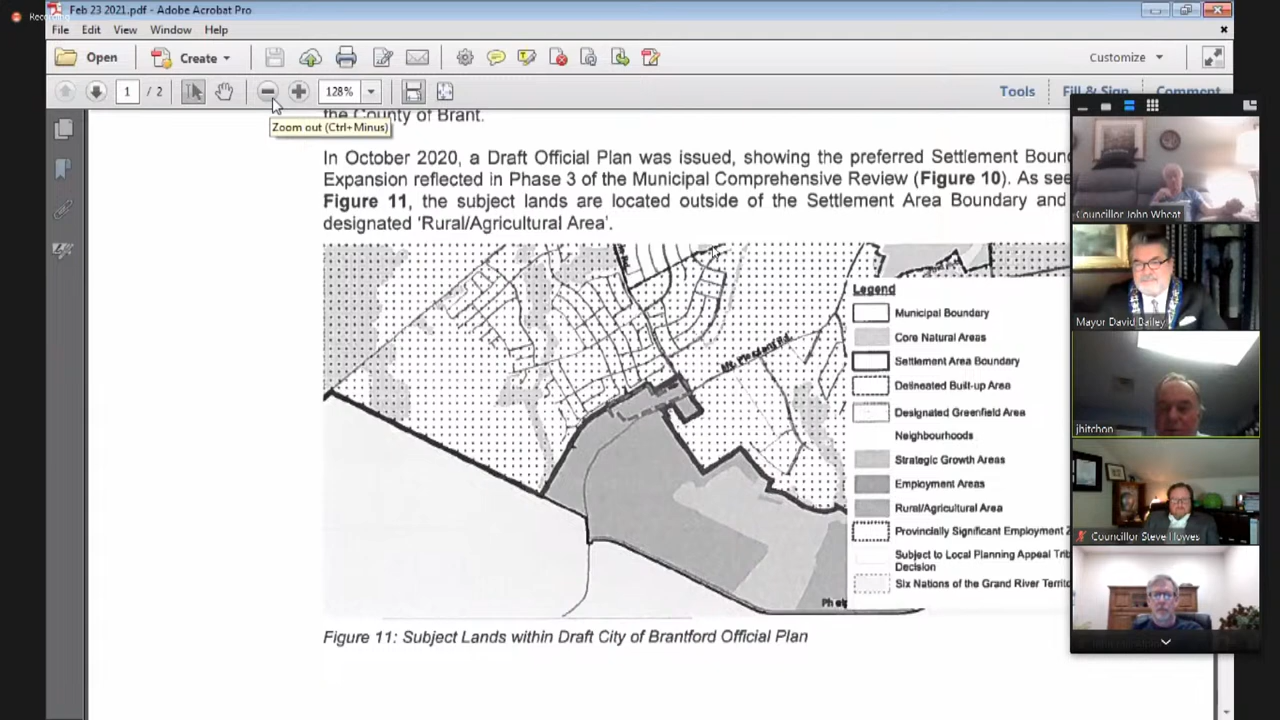 Recording
Feb 23 2021.pdf - Adobe Acrobat Pro
File Edit View Window Help
Open
Create
Customize
1 / 2
128%
Tools
Fill & Sign
Comment
Zoom out (Ctrl+Minus)
the County of Brant.
In October 2020, a Draft Official Plan was issued, showing the preferred Settlement Bound
Expansion reflected in Phase 3 of the Municipal Comprehensive Review (Figure 10). As see
Figure 11, the subject lands are located outside of the Settlement Area Boundary and
designated 'Rural/Agricultural Area'.
Mt. Pleasant Rd.
Legend
Municipal Boundary
Core Natural Areas
Settlement Area Boundary
Delineated Built-up Area
Designated Greenfield Area
Neighbourhoods
Strategic Growth Areas
Employment Areas
Rural/Agricultural Area
Provincially Significant Employment Z
Subject to Local Planning Appeal Trib
Decision
Six Nations of the Grand River Territo
Figure 11: Subject Lands within Draft City of Brantford Official Plan
Councillor John Wheat
Mayor David Bailey
jhitchon
Councillor Steve Howes